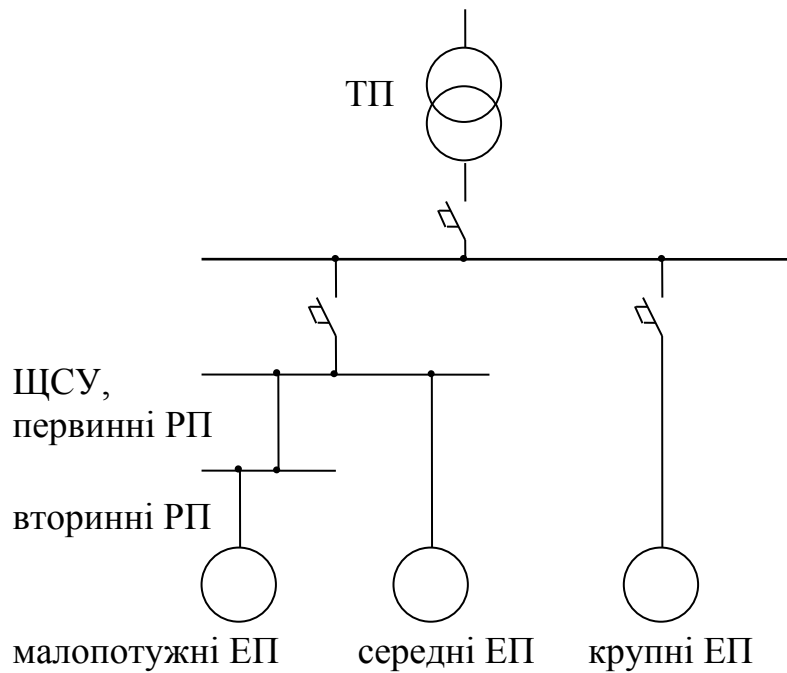 ТП
ЩСУ,
первинні РП
вторинні РП
малопотужні ЕП
середні ЕП
крупні ЕП